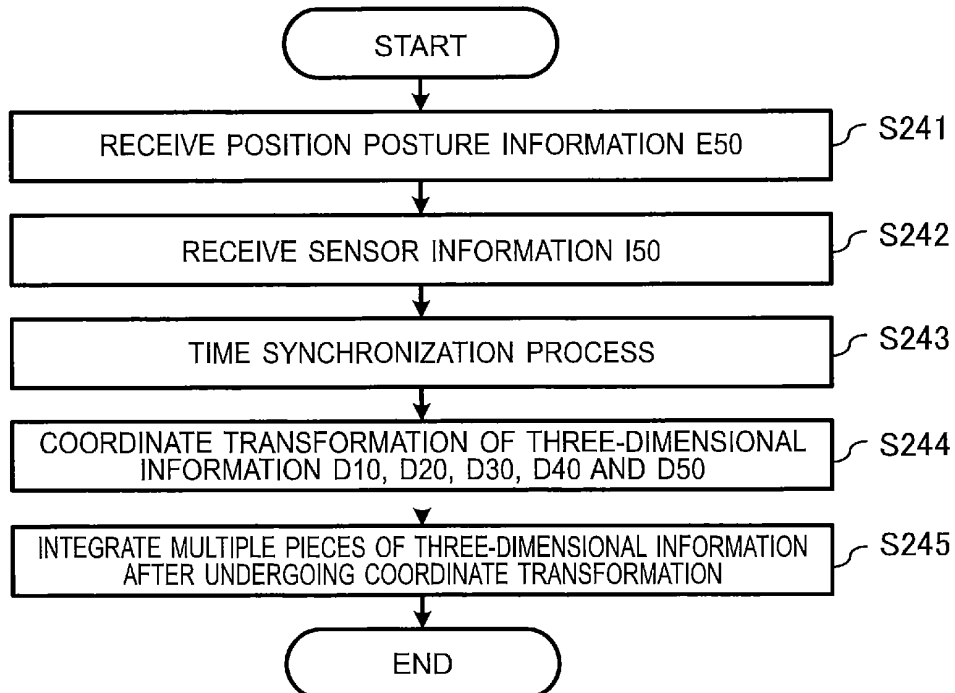 START
RECEIVE POSITION POSTURE INFORMATION E50
S241
RECEIVE SENSOR INFORMATION I50
S242
TIME SYNCHRONIZATION PROCESS
S243
COORDINATE TRANSFORMATION OF THREE-DIMENSIONAL
INFORMATION D10, D20, D30, D40 AND D50
S244
INTEGRATE MULTIPLE PIECES OF THREE-DIMENSIONAL INFORMATION
AFTER UNDERGOING COORDINATE TRANSFORMATION
S245
END